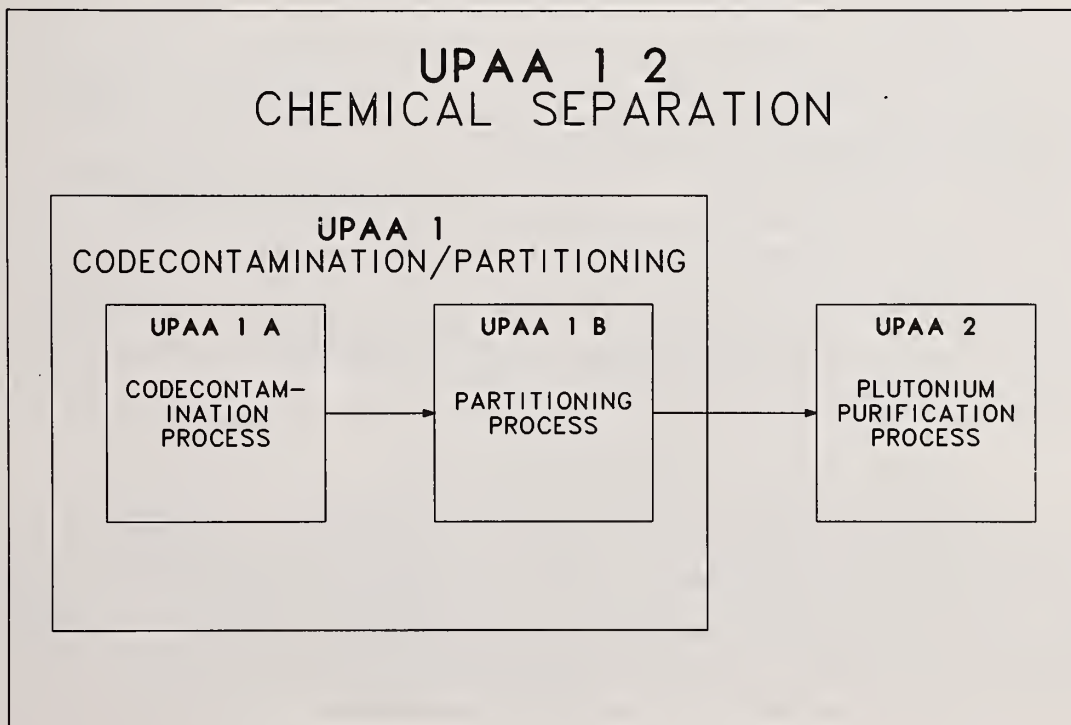 UPAA 1 2
CHEMICAL SEPARATION
UPAA 1
CODECONTAMINATION/PARTITIONING
UPAA 1 A
CODECONTAM-
INATION
PROCESS
UPAA 1 B
PARTITIONING
PROCESS
UPAA 2
PLUTONIUM
PURIFICATION
PROCESS